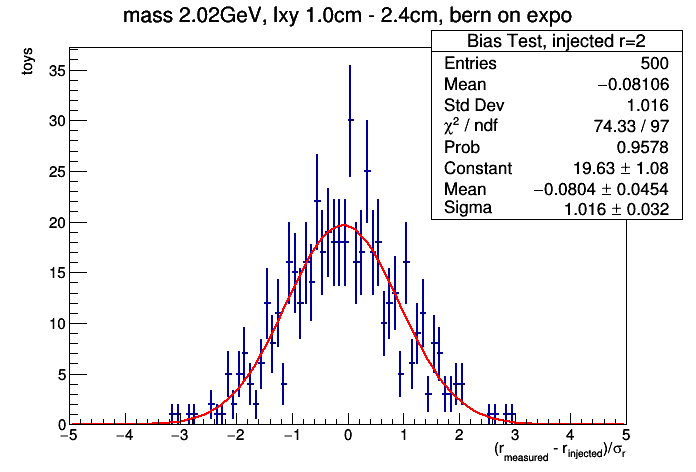 mass 2.02GeV, lxy 1.0cm - 2.4cm, bern on expo
Bias Test, injected r=2
Entries 500
Mean −0.08106
Std Dev 1.016
χ² / ndf 74.33 / 97
Prob 0.9578
Constant 19.63 ± 1.08
Mean −0.0804 ± 0.0454
Sigma 1.016 ± 0.032
toys
35
30
25
20
15
10
5
0
−5 −4 −3 −2 −1 0 1 2 3 4 5
(r_measured - r_injected)/σ_r